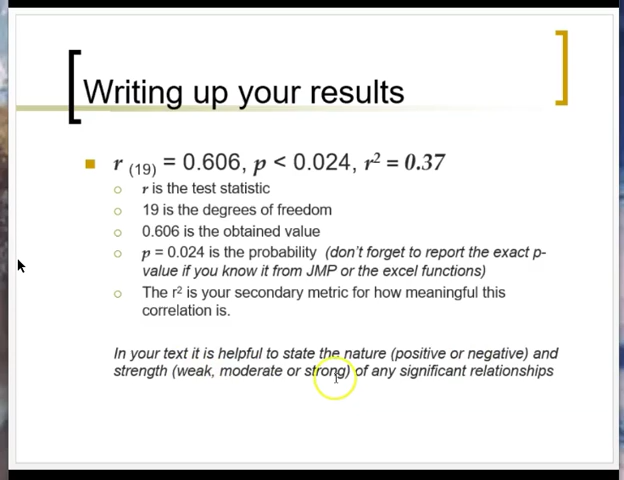 Writing up your results
r (19) = 0.606, p < 0.024, r² = 0.37
r is the test statistic
19 is the degrees of freedom
0.606 is the obtained value
p = 0.024 is the probability (don't forget to report the exact p-
value if you know it from JMP or the excel functions)
The r² is your secondary metric for how meaningful this
correlation is.
In your text it is helpful to state the nature (positive or negative) and
strength (weak, moderate or strong) of any significant relationships